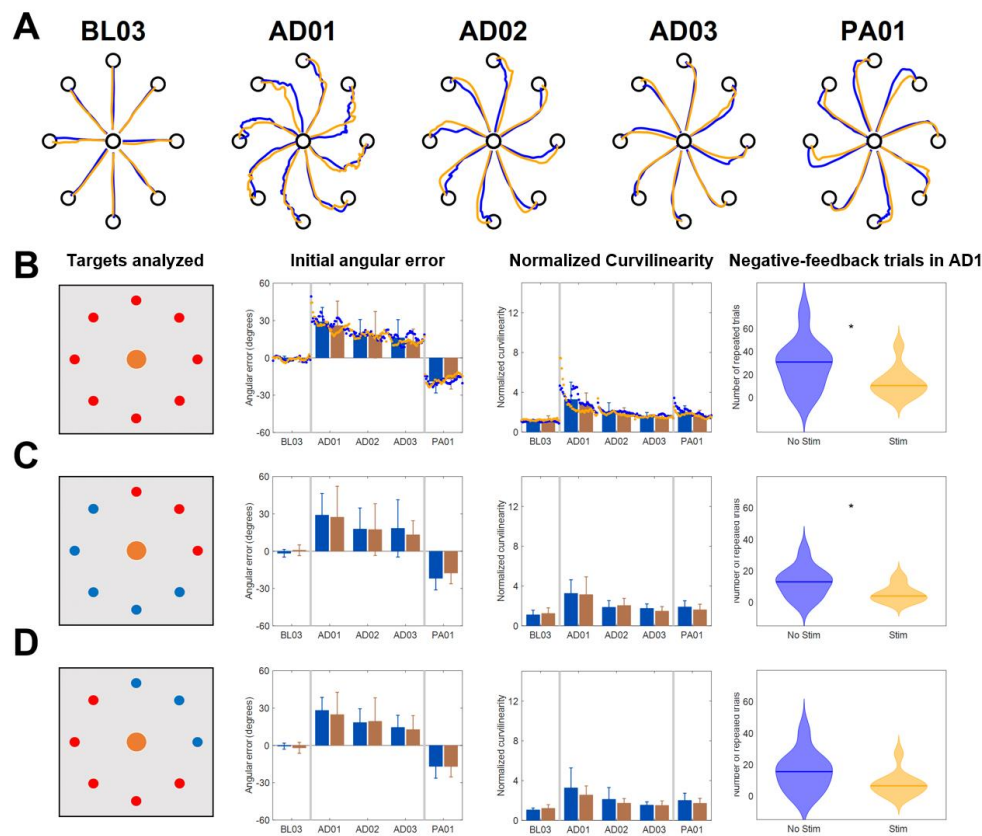 A
BL03 AD01 AD02 AD03 PA01
B
Targets analyzed Initial angular error Normalized Curvilinearity Negative-feedback trials in AD1
Angular error (degrees)
60
30
0
-30
-60
BL03 AD01 AD02 AD03 PA01
Normalized curvilinearity
12
8
4
0
BL03 AD01 AD02 AD03 PA01
Number of repeated trials
60
40
20
0
*
No Stim Stim
C
Angular error (degrees)
60
30
0
-30
-60
BL03 AD01 AD02 AD03 PA01
Normalized curvilinearity
12
8
4
0
BL03 AD01 AD02 AD03 PA01
Number of repeated trials
60
40
20
0
*
No Stim Stim
D
Angular error (degrees)
60
30
0
-30
-60
BL03 AD01 AD02 AD03 PA01
Normalized curvilinearity
12
8
4
0
BL03 AD01 AD02 AD03 PA01
Number of repeated trials
60
40
20
0
No Stim Stim